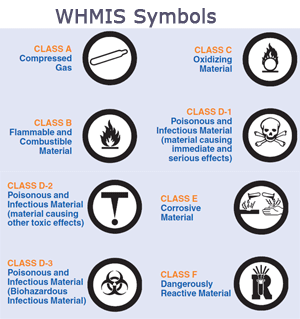 WHMIS Symbols
CLASS A
Compressed
Gas
CLASS C
Oxidizing
Material
CLASS B
Flammable and
Combustible
Material
CLASS D-1
Poisonous and
Infectious Material
(material causing
immediate and
serious effects)
CLASS D-2
Poisonous and
Infectious Material
(material causing
other toxic effects)
CLASS E
Corrosive
Material
CLASS D-3
Poisonous and
Infectious Material
(Biohazardous
Infectious Material)
CLASS F
Dangerously
Reactive Material
R